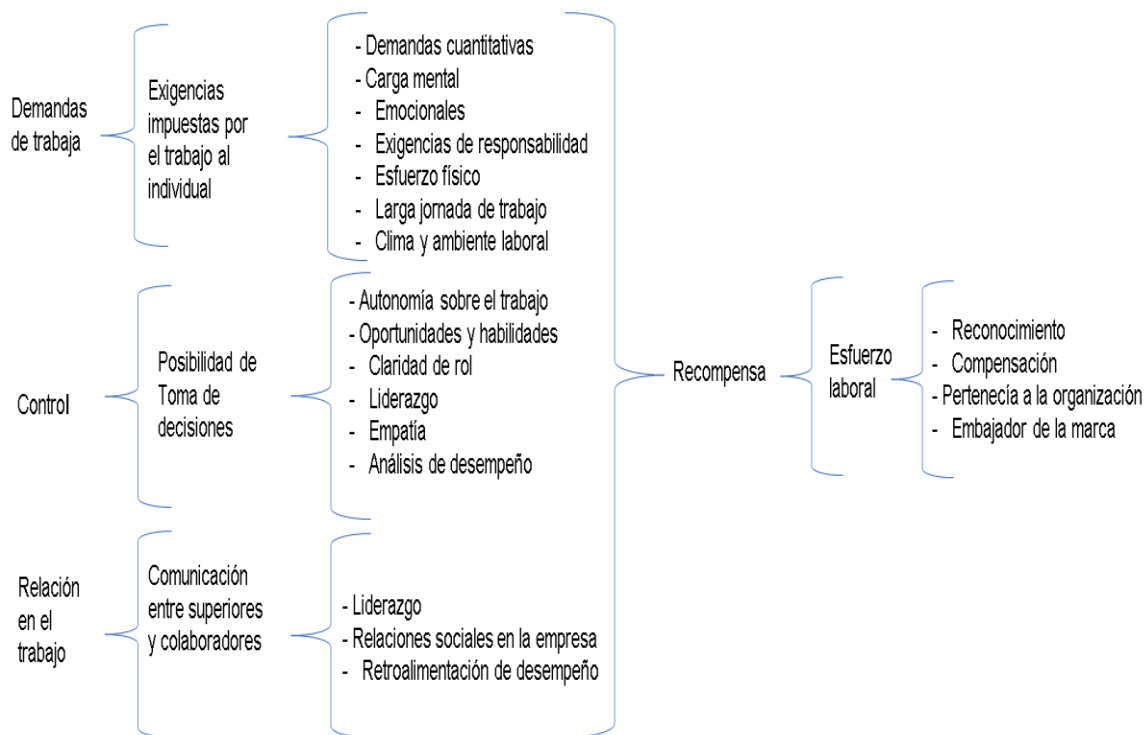 Demandas
de trabaja
Exigencias
impuestas por
el trabajo al
individual
- Demandas cuantitativas
- Carga mental
- Emocionales
- Exigencias de responsabilidad
- Esfuerzo físico
- Larga jornada de trabajo
- Clima y ambiente laboral
Control
Posibilidad de
Toma de
decisiones
- Autonomía sobre el trabajo
- Oportunidades y habilidades
- Claridad de rol
- Liderazgo
- Empatía
- Análisis de desempeño
Relación
en el
trabajo
Comunicación
entre superiores
y colaboradores
- Liderazgo
- Relaciones sociales en la empresa
- Retroalimentación de desempeño
Recompensa
Esfuerzo
laboral
- Reconocimiento
- Compensación
- Pertenecía a la organización
- Embajador de la marca